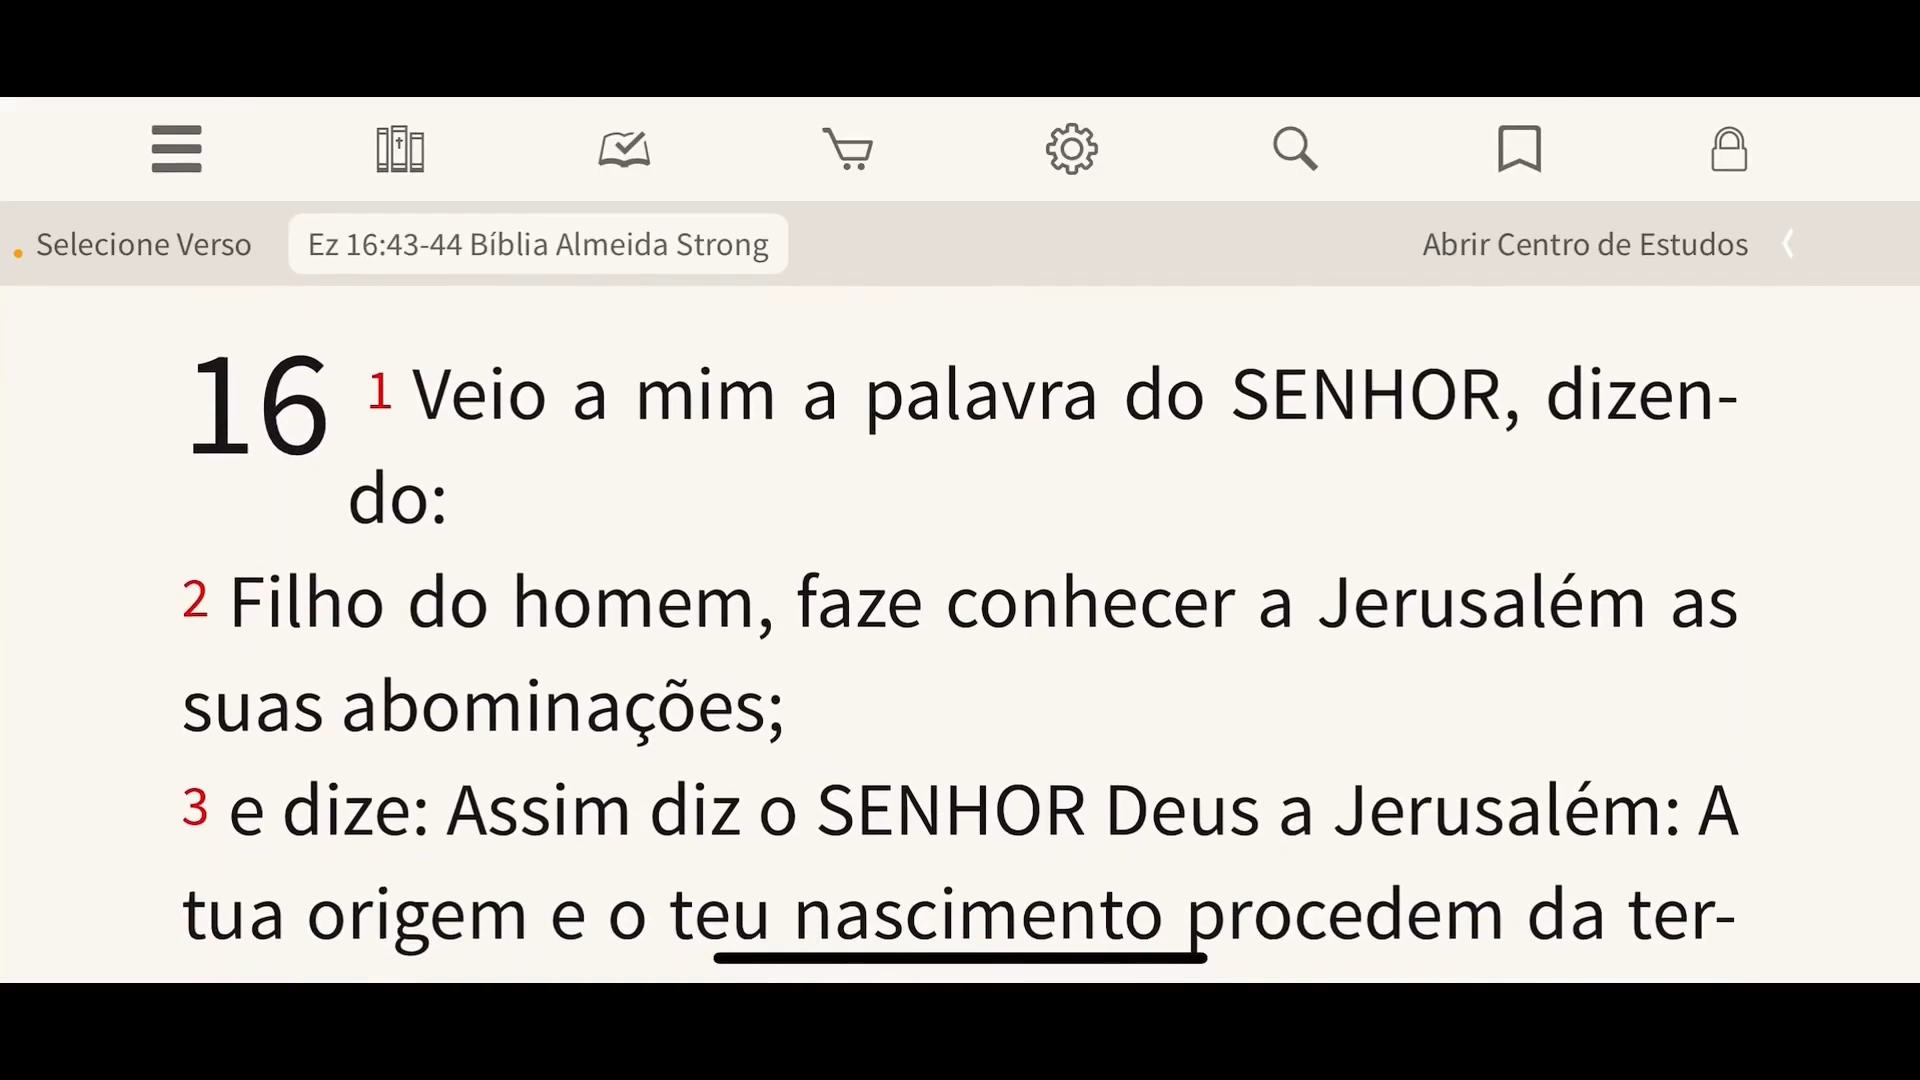 Selecione Verso
Ez 16:43-44 Bíblia Almeida Strong
Abrir Centro de Estudos
16 1 Veio a mim a palavra do SENHOR, dizen-
do:
2 Filho do homem, faze conhecer a Jerusalém as
suas abominações;
3 e dize: Assim diz o SENHOR Deus a Jerusalém: A
tua origem e o teu nascimento procedem da ter-